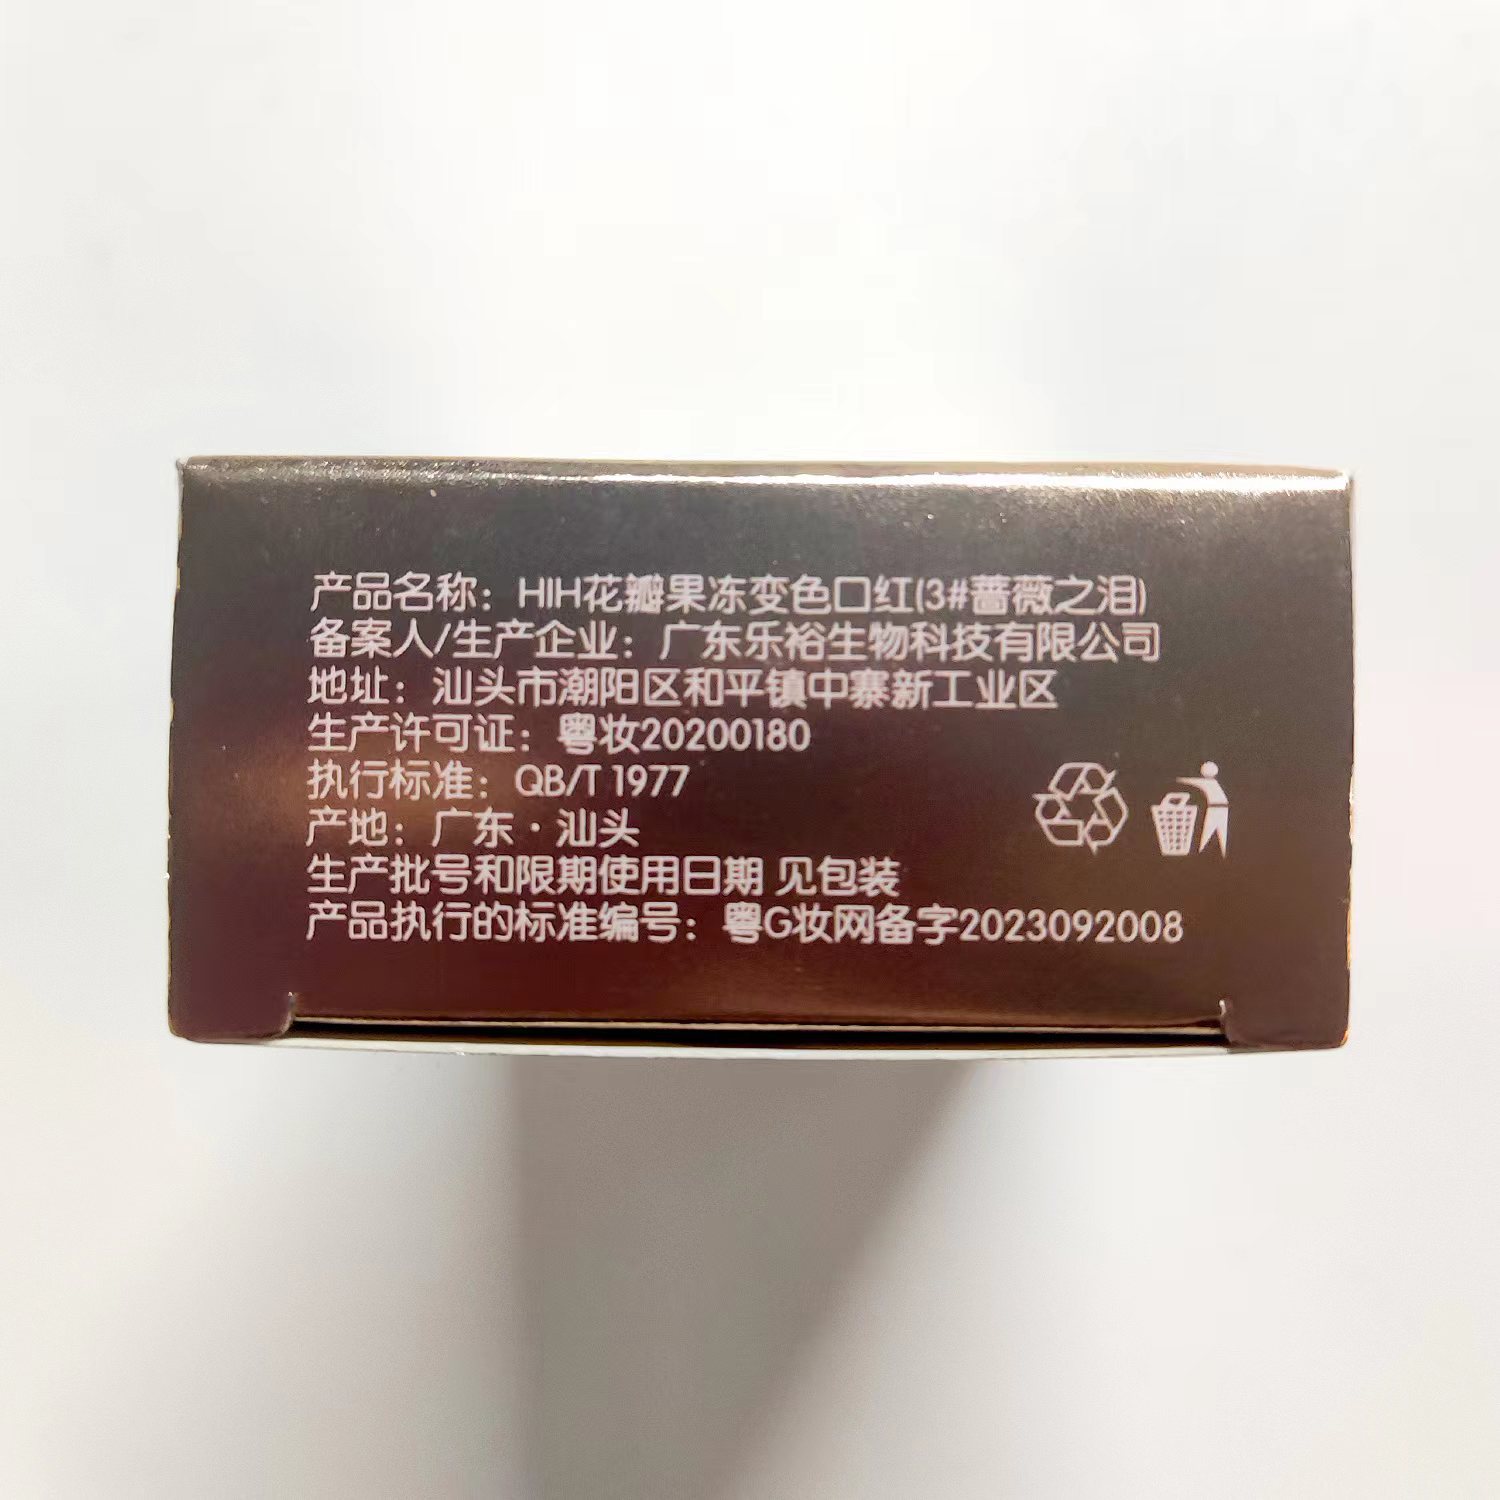 产品名称：HIH花瓣果冻变色口红(3#蔷薇之泪)
备案人/生产企业：广东乐裕生物科技有限公司
地址：汕头市潮阳区和平镇中寨新工业区
生产许可证：粤妆20200180
执行标准：QB/T 1977
产地：广东·汕头
生产批号和限期使用日期 见包装
产品执行的标准编号：粤G妆网备字2023092008